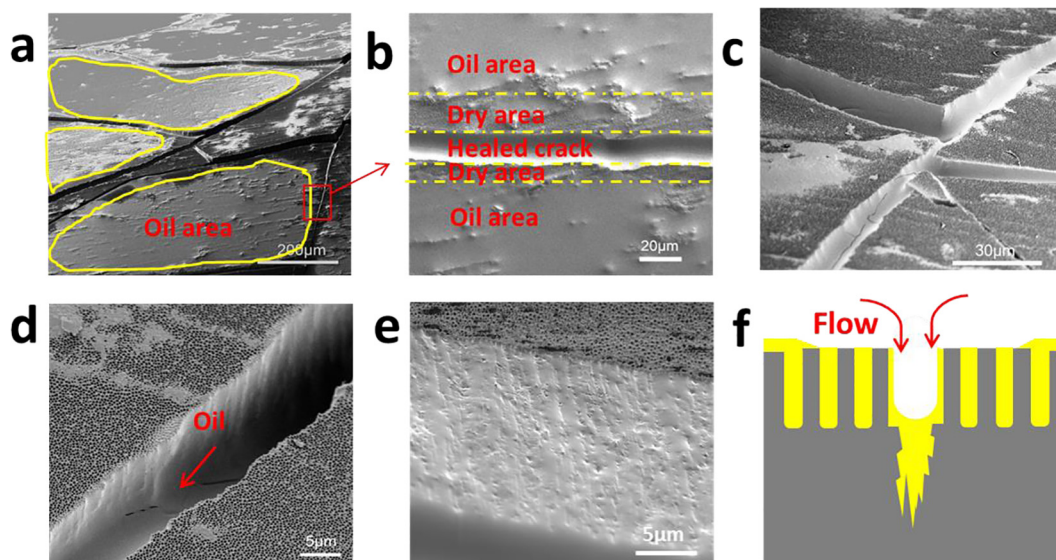 a
b
c
Oil area
200μm
Oil area
Dry area
Healed crack
Dry area
Oil area
20μm
30μm
d
e
f
Oil
5μm
5μm
Flow